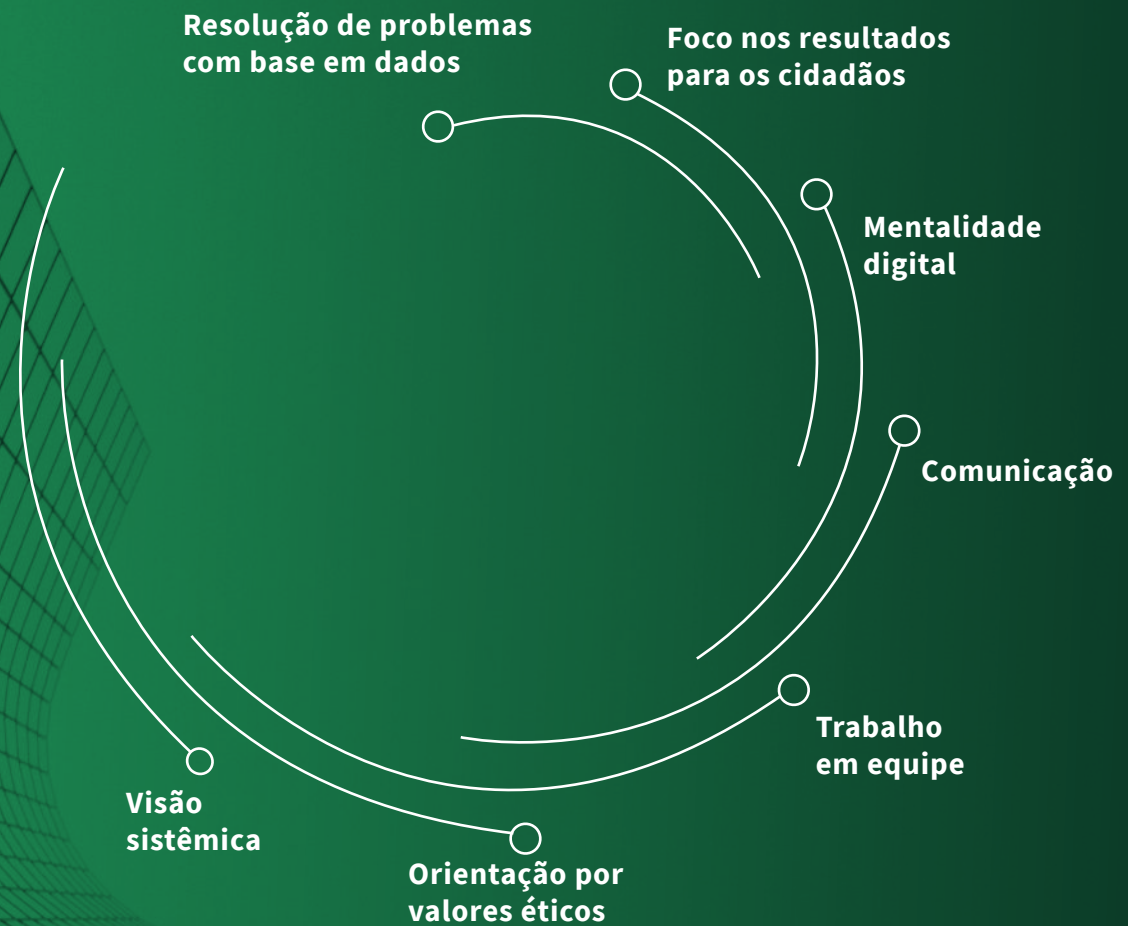 Resolução de problemas
com base em dados
Foco nos resultados
para os cidadãos
Mentalidade
digital
Comunicação
Trabalho
em equipe
Orientação por
valores éticos
Visão
sistêmica